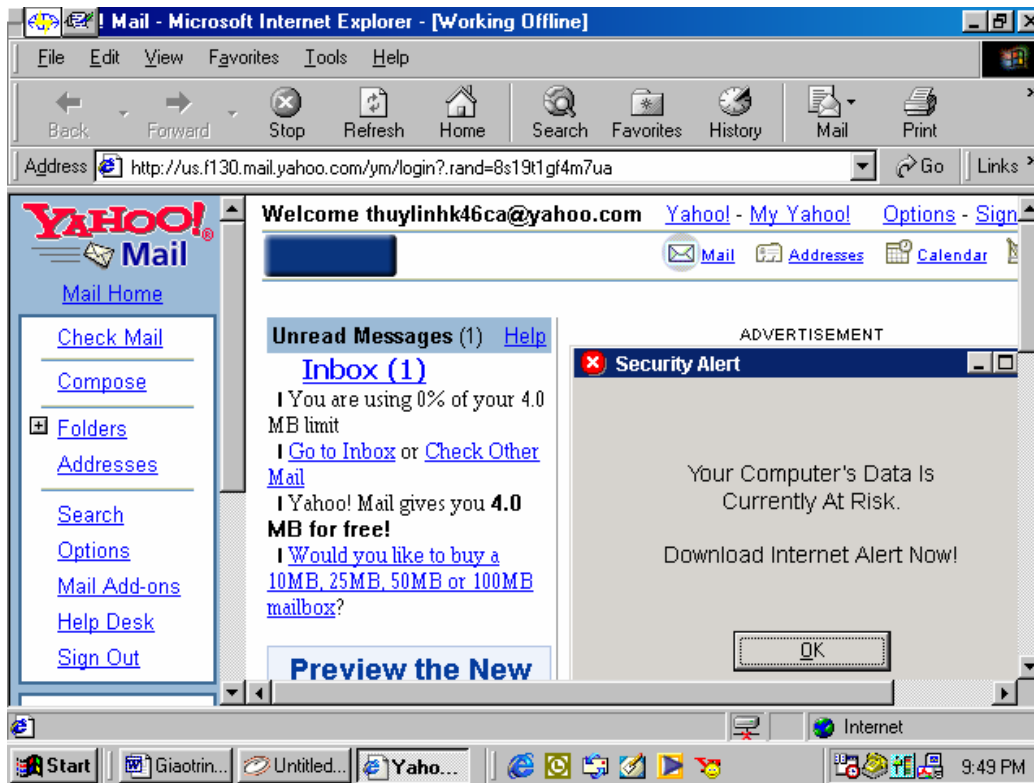 ! Mail - Microsoft Internet Explorer - [Working Offline]
File Edit View Favorites Tools Help
Back Forward Stop Refresh Home Search Favorites History Mail Print
Address http://us.f130.mail.yahoo.com/ym/login?.rand=8s19t1gf4m7ua Go Links
YAHOO!®
Mail
Mail Home
Check Mail
Compose
Folders
Addresses
Search
Options
Mail Add-ons
Help Desk
Sign Out
Welcome thuylinhk46ca@yahoo.com Yahoo! - My Yahoo! Options - Sign
Mail Addresses Calendar
Unread Messages (1) Help
Inbox (1)
You are using 0% of your 4.0
MB limit
Go to Inbox or Check Other
Mail
Yahoo! Mail gives you 4.0
MB for free!
Would you like to buy a
10MB, 25MB, 50MB or 100MB
mailbox?
Preview the New
ADVERTISEMENT
Security Alert
Your Computer's Data Is
Currently At Risk.
Download Internet Alert Now!
OK
Internet
Start Giaotrin... Untitled... Yaho... 9:49 PM